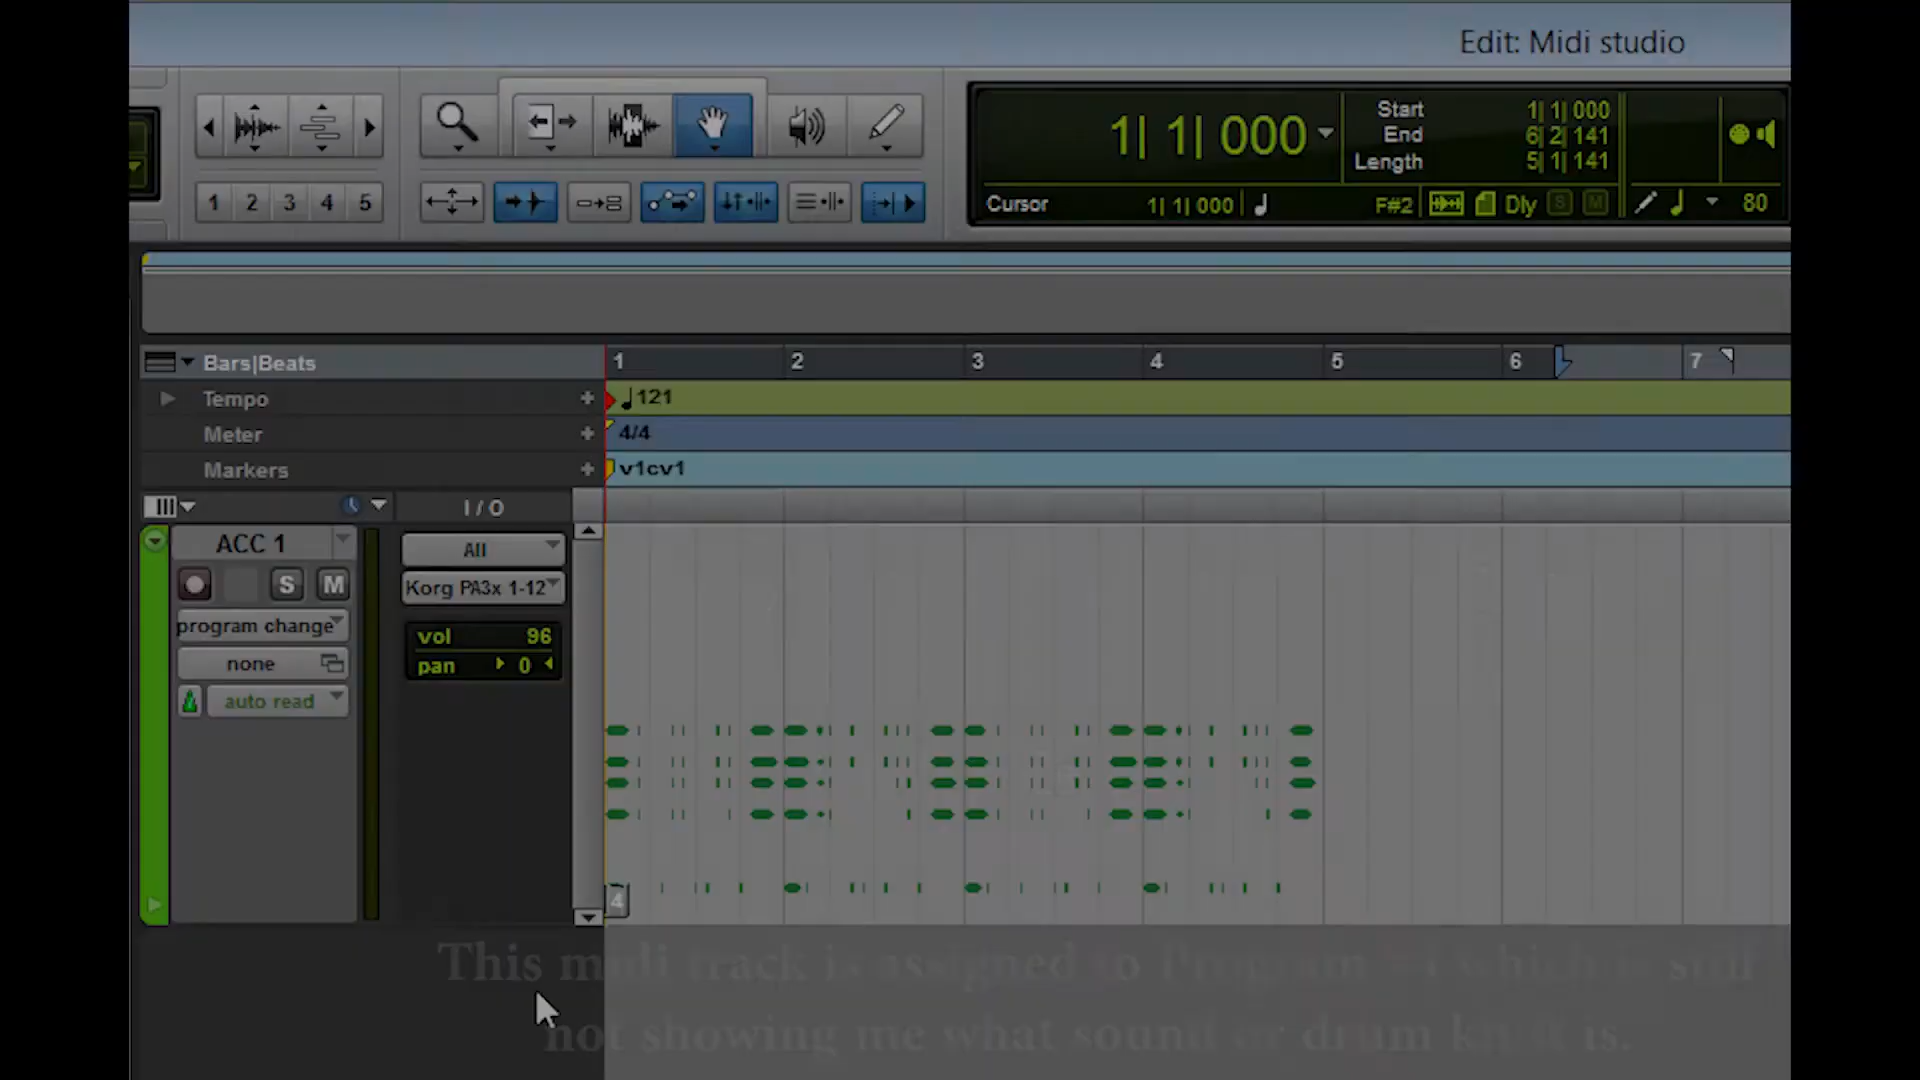 Edit: Midi studio
1| 1| 000
Start 1| 1| 000
End 6| 2| 141
Length 5| 1| 141
1 2 3 4 5
Cursor 1| 1| 000 F#2 Dly S M 80
Bars|Beats 1 2 3 4 5 6 7
Tempo + 121
Meter + 4/4
Markers + v1cv1
I / O
ACC 1 All
S M Korg PA3x 1-12
program change vol 96
none pan 0
auto read
4
This midi track is assigned to Program which is still
not showing me what sound or drum kit it is.